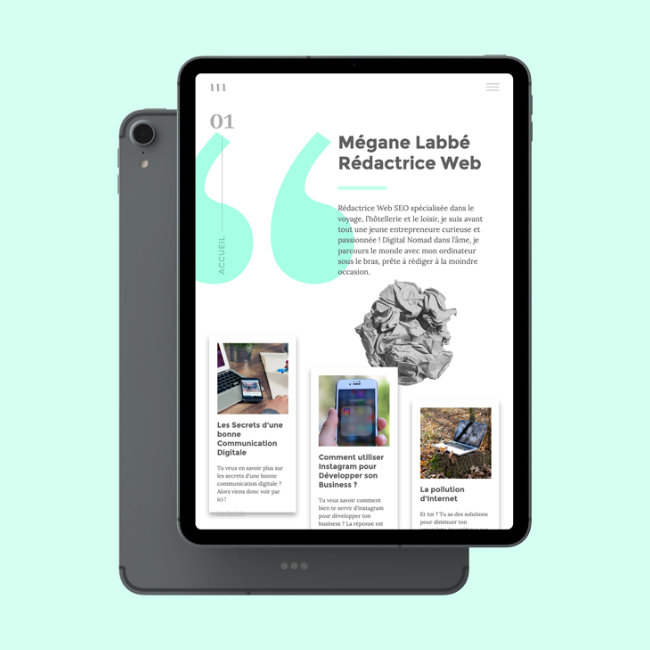 m
01
Mégane Labbé
Rédactrice Web
Rédactrice Web SEO spécialisée dans le
voyage, l'hôtellerie et le loisir, je suis avant
tout une jeune entrepreneure curieuse et
passionnée ! Digital Nomad dans l'âme, je
parcours le monde avec mon ordinateur
sous le bras, prête à rédiger à la moindre
occasion.
ACCUEIL
Les Secrets d'une
bonne
Communication
Digitale
Tu veux en savoir plus sur
les secrets d'une bonne
communication digitale ?
Alors viens donc voir par
ici !
Comment utiliser
Instagram pour
Développer son
Business ?
Tu veux savoir comment
bien te servir d'Instagram
pour développer ton
business ? La réponse est
La pollution
d'Internet
Et toi ? Tu as des solutions
pour diminuer ton